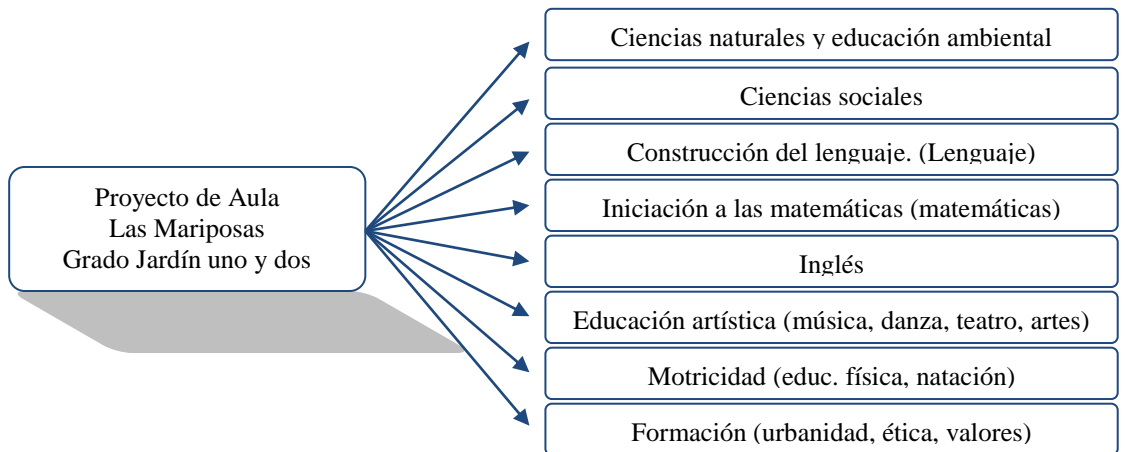 Proyecto de Aula
Las Mariposas
Grado Jardín uno y dos
Ciencias naturales y educación ambiental
Ciencias sociales
Construcción del lenguaje. (Lenguaje)
Iniciación a las matemáticas (matemáticas)
Inglés
Educación artística (música, danza, teatro, artes)
Motricidad (educ. física, natación)
Formación (urbanidad, ética, valores)